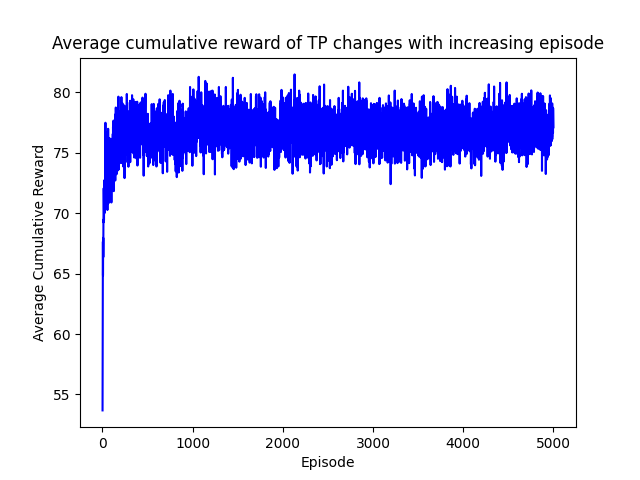 Average cumulative reward of TP changes with increasing episode
Average Cumulative Reward
80
75
70
65
60
55
0 1000 2000 3000 4000 5000
Episode